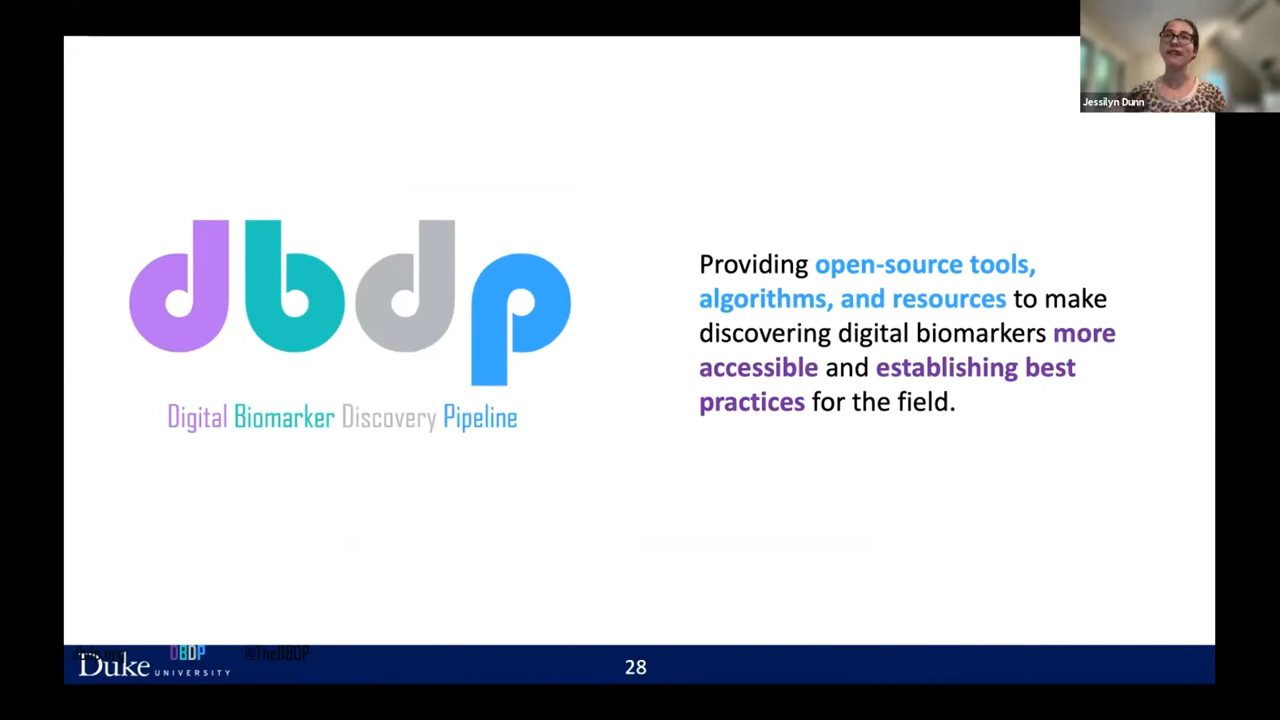 Jessilyn Dunn
dbdp
Digital Biomarker Discovery Pipeline
Providing open-source tools,
algorithms, and resources to make
discovering digital biomarkers more
accessible and establishing best
practices for the field.
DBDP
@TheDBDP
Duke
UNIVERSITY
28